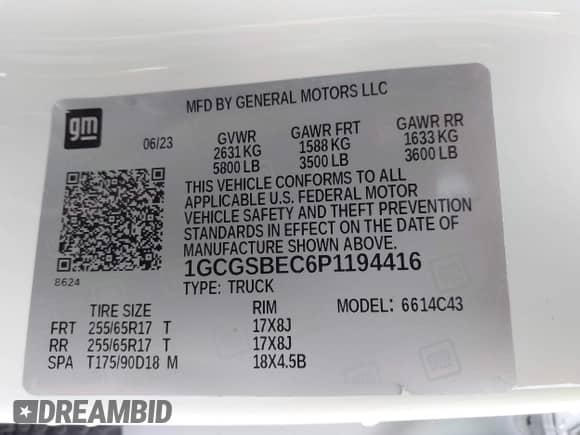 MFD BY GENERAL MOTORS LLC
gm
06/23 GVWR GAWR FRT GAWR RR
2631 KG 1588 KG 1633 KG
5800 LB 3500 LB 3600 LB
THIS VEHICLE CONFORMS TO ALL
APPLICABLE U.S. FEDERAL MOTOR
VEHICLE SAFETY AND THEFT PREVENTION
STANDARDS IN EFFECT ON THE DATE OF
MANUFACTURE SHOWN ABOVE.
8624
1GCGSBEC6P1194416
TYPE: TRUCK MODEL: 6614C43
TIRE SIZE RIM
FRT 255/65R17 T 17X8J
RR 255/65R17 T 17X8J
SPA T175/90D18 M 18X4.5B
DREAMBID